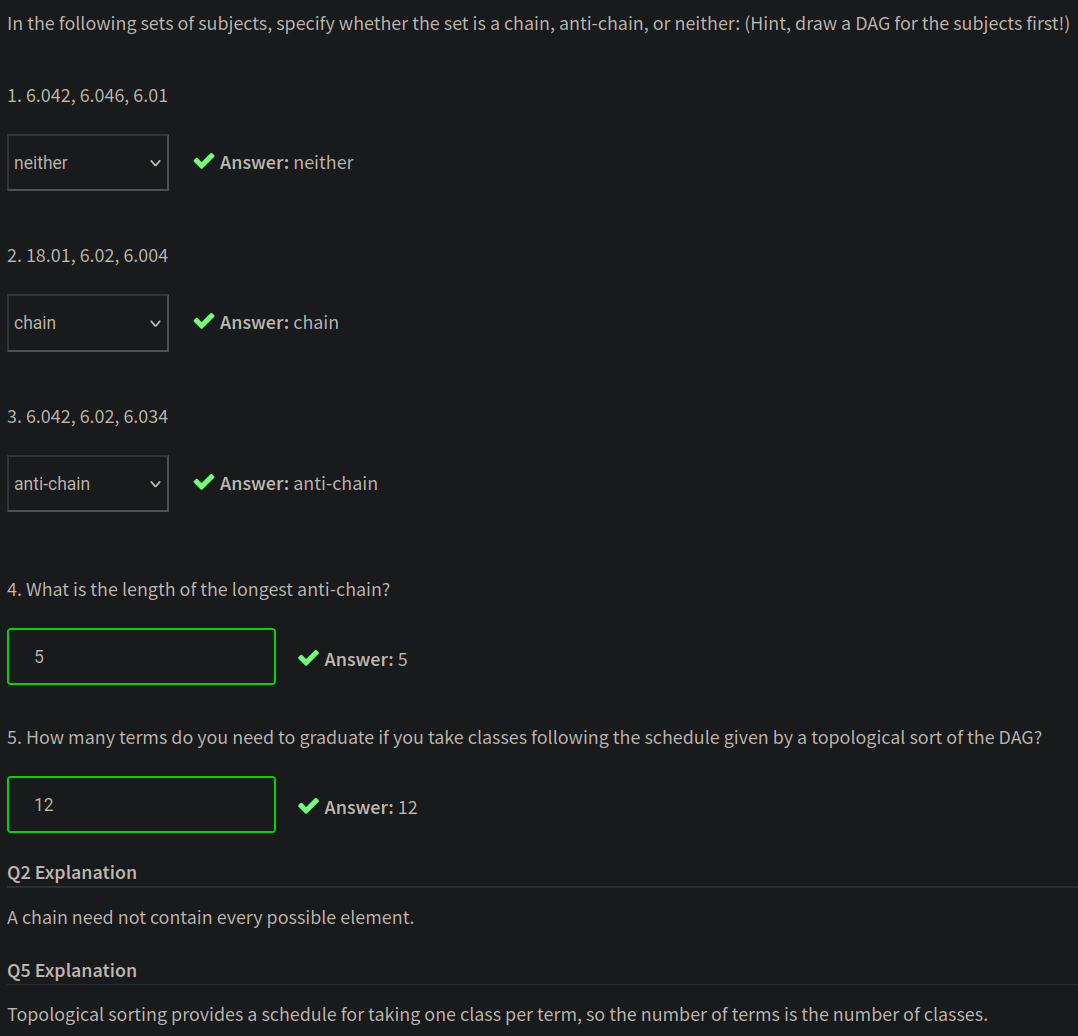 In the following sets of subjects, specify whether the set is a chain, anti-chain, or neither: (Hint, draw a DAG for the subjects first!)
1. 6.042, 6.046, 6.01
neither
Answer: neither
2. 18.01, 6.02, 6.004
chain
Answer: chain
3. 6.042, 6.02, 6.034
anti-chain
Answer: anti-chain
4. What is the length of the longest anti-chain?
5
Answer: 5
5. How many terms do you need to graduate if you take classes following the schedule given by a topological sort of the DAG?
12
Answer: 12
Q2 Explanation
A chain need not contain every possible element.
Q5 Explanation
Topological sorting provides a schedule for taking one class per term, so the number of terms is the number of classes.